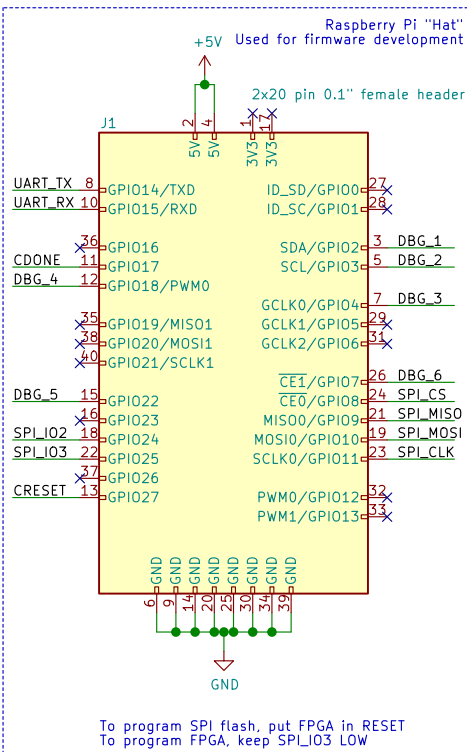 Raspberry Pi "Hat"
Used for firmware development
+5V
2x20 pin 0.1" female header
J1
2 4 1 17
5V 5V 3V3 3V3
UART_TX 8 GPIO14/TXD ID_SD/GPIO0 27
UART_RX 10 GPIO15/RXD ID_SC/GPIO1 28
36 GPIO16 SDA/GPIO2 3 DBG_1
CDONE 11 GPIO17 SCL/GPIO3 5 DBG_2
DBG_4 12 GPIO18/PWM0
GCLK0/GPIO4 7 DBG_3
35 GPIO19/MISO1 GCLK1/GPIO5 29
38 GPIO20/MOSI1 GCLK2/GPIO6 31
40 GPIO21/SCLK1
CE1/GPIO7 26 DBG_6
DBG_5 15 GPIO22 CE0/GPIO8 24 SPI_CS
16 GPIO23 MISO0/GPIO9 21 SPI_MISO
SPI_IO2 18 GPIO24 MOSI0/GPIO10 19 SPI_MOSI
SPI_IO3 22 GPIO25 SCLK0/GPIO11 23 SPI_CLK
37 GPIO26
CRESET 13 GPIO27 PWM0/GPIO12 32
PWM1/GPIO13 33
GND GND GND GND GND GND GND GND
6 9 14 20 25 30 34 39
GND
To program SPI flash, put FPGA in RESET
To program FPGA, keep SPI_IO3 LOW